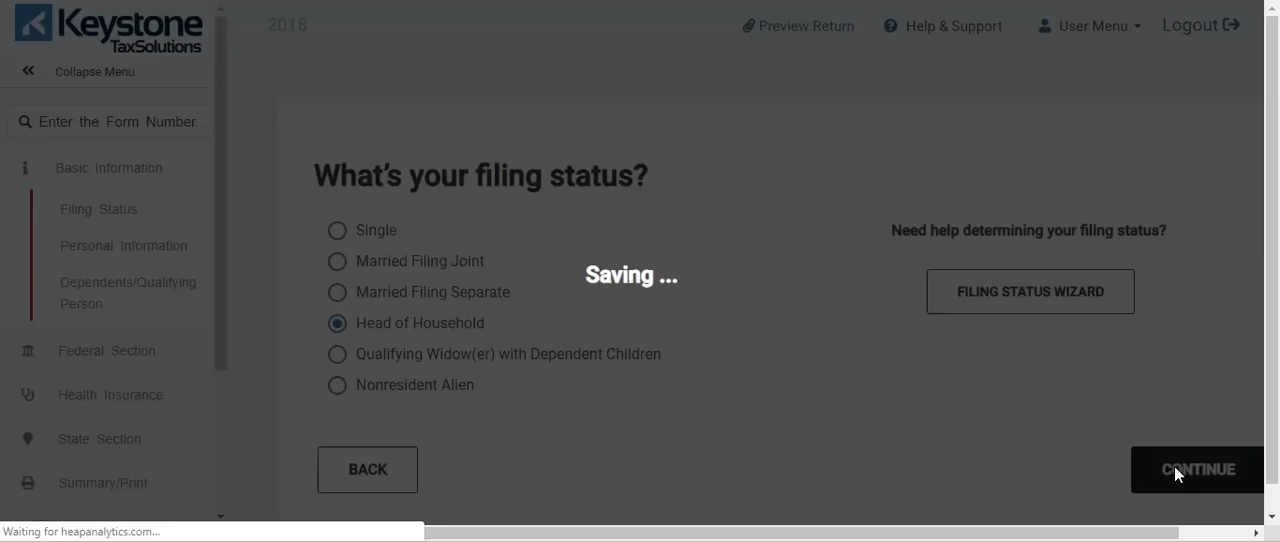 Keystone
TaxSolutions
2018
Preview Return
Help & Support
User Menu
Logout
Collapse Menu
Enter the Form Number...
Basic Information
Filing Status
Personal Information
Dependents/Qualifying
Person
Federal Section
Health Insurance
State Section
Summary/Print
What's your filing status?
Single
Married Filing Joint
Married Filing Separate
Head of Household
Qualifying Widow(er) with Dependent Children
Nonresident Alien
Need help determining your filing status?
FILING STATUS WIZARD
Saving ...
BACK
CONTINUE
Waiting for heapanalytics.com...